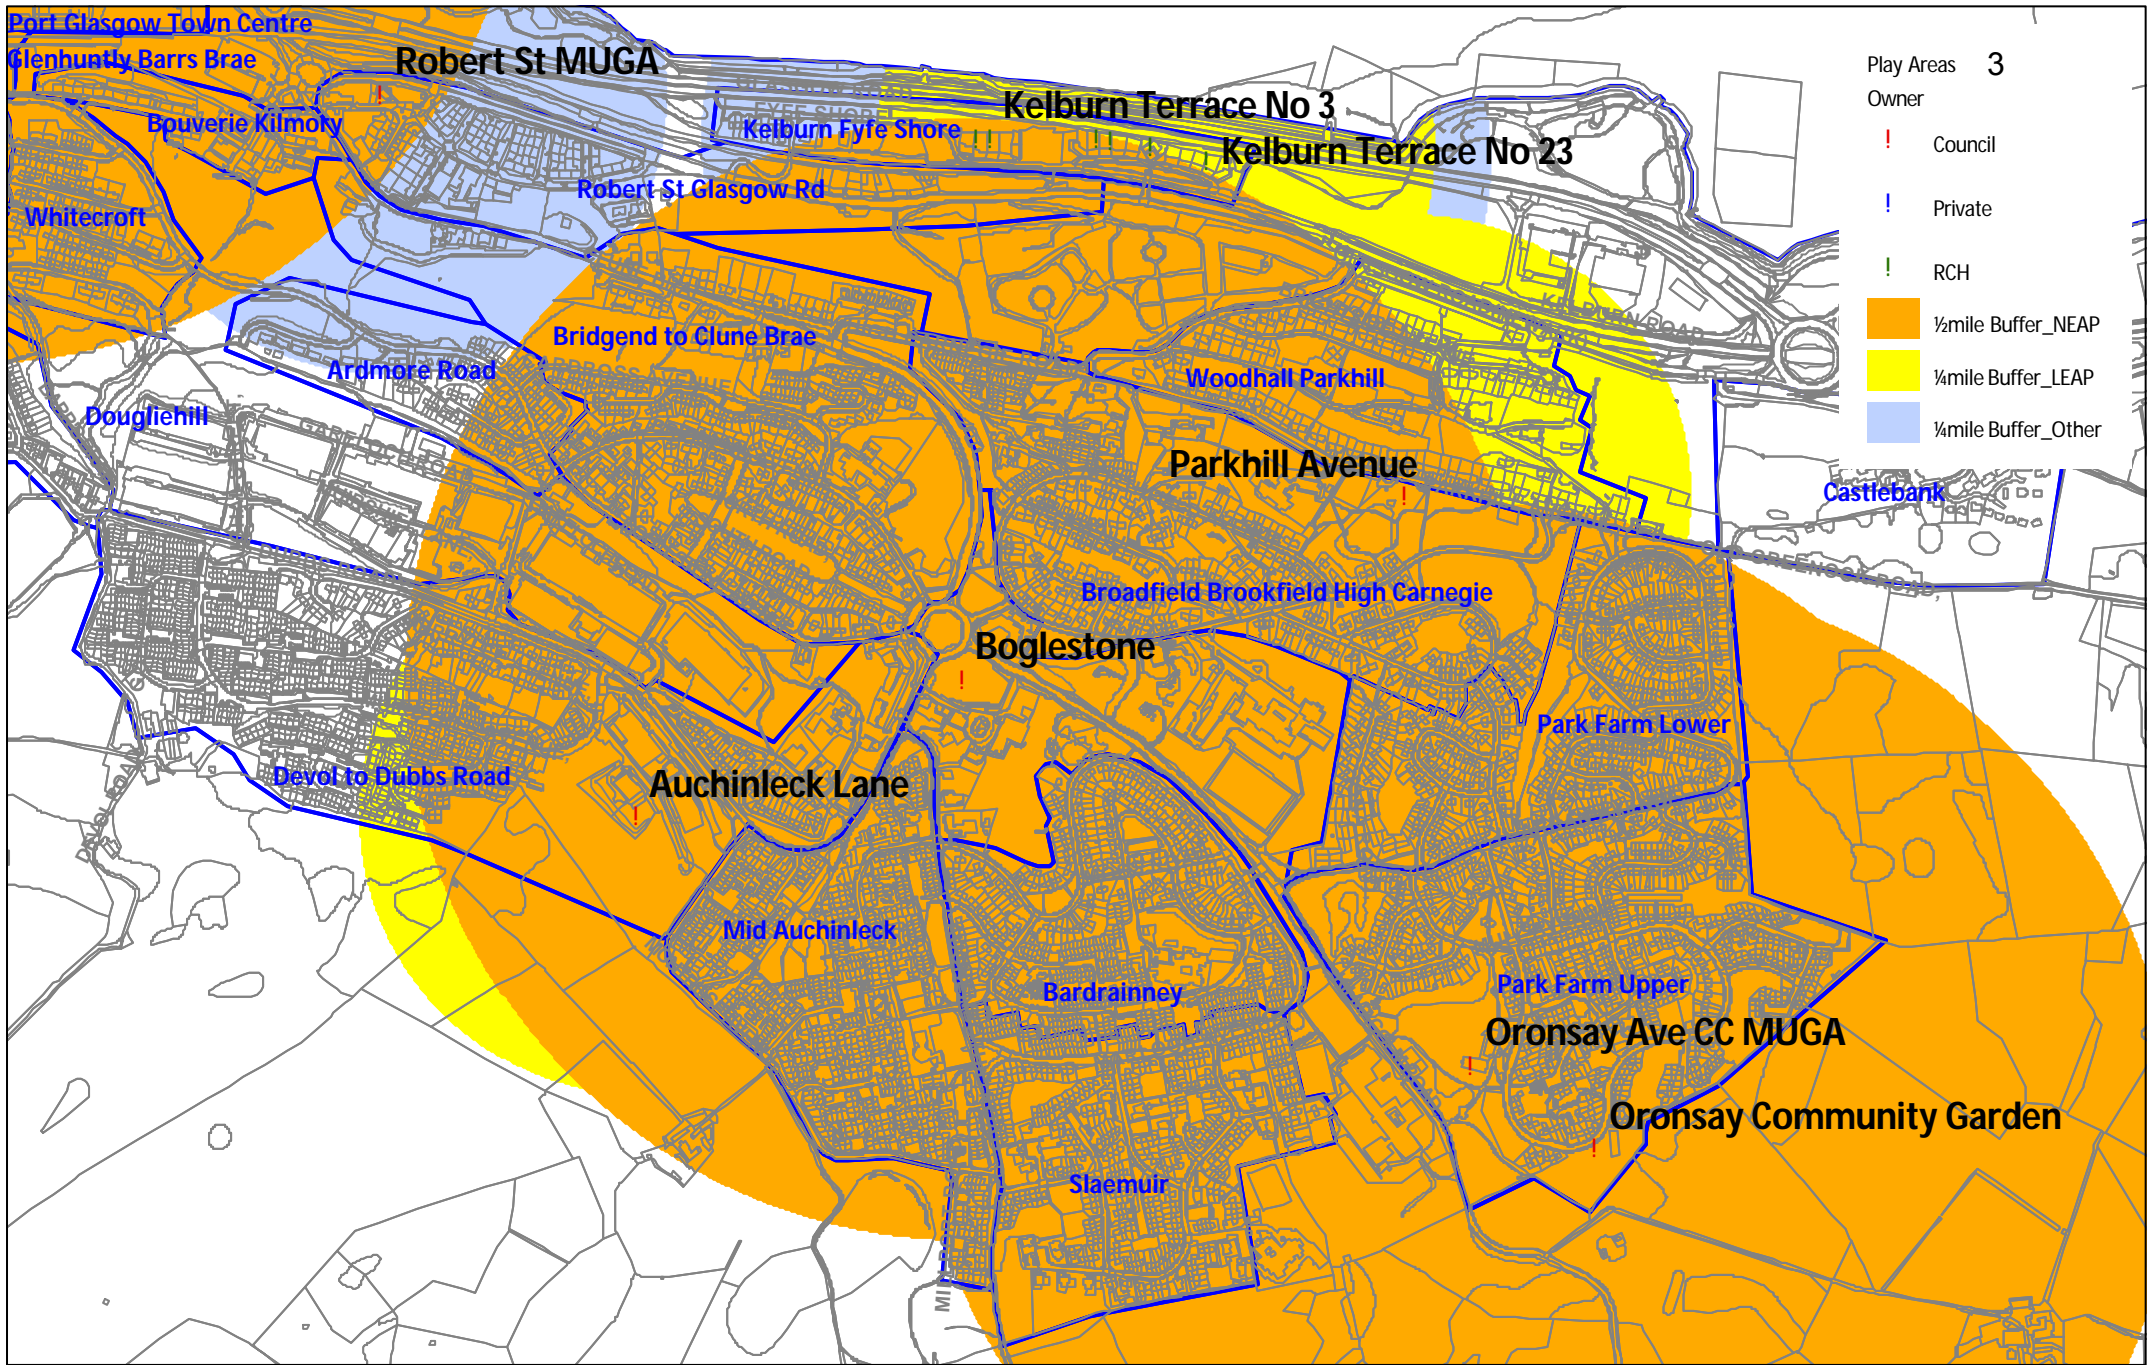 Port Glasgow Town Centre
Glenhuntly Barrs Brae
Robert St MUGA
Play Areas 3
Owner
! Council
! Private
! RCH
½mile Buffer_NEAP
¼mile Buffer_LEAP
¼mile Buffer_Other
Kelburn Terrace No 3
Bouverie Kilmory
Kelburn Fyfe Shore
FYFE SHORE
Kelburn Terrace No 23
Robert St Glasgow Rd
Whitecroft
Bridgend to Clune Brae
Ardmore Road
Woodhall Parkhill
Dougliehill
Parkhill Avenue
Castlebank
Broadfield Brookfield High Carnegie
Boglestone
Park Farm Lower
Devol to Dubbs Road
Auchinleck Lane
Mid Auchinleck
Bardrainney
Park Farm Upper
Oronsay Ave CC MUGA
Oronsay Community Garden
Slaemuir